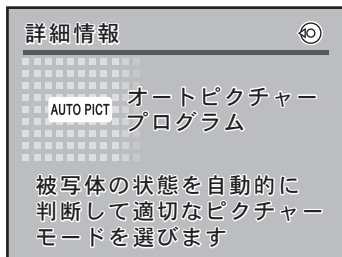 詳細情報
AUTO PICT
オートピクチャー
プログラム
被写体の状態を自動的に
判断して適切なピクチャー
モードを選びます